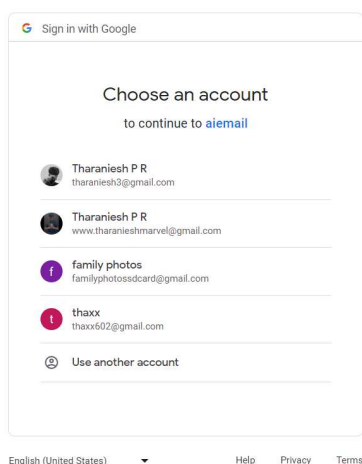 Sign in with Google
Choose an account
to continue to aiemail
Tharaniesh P R
tharaniesh3@gmail.com
Tharaniesh P R
www.tharanieshmarvel@gmail.com
f
family photos
familyphotossdcard@gmail.com
t
thaxx
thaxx602@gmail.com
Use another account
English (United States) Help Privacy Terms